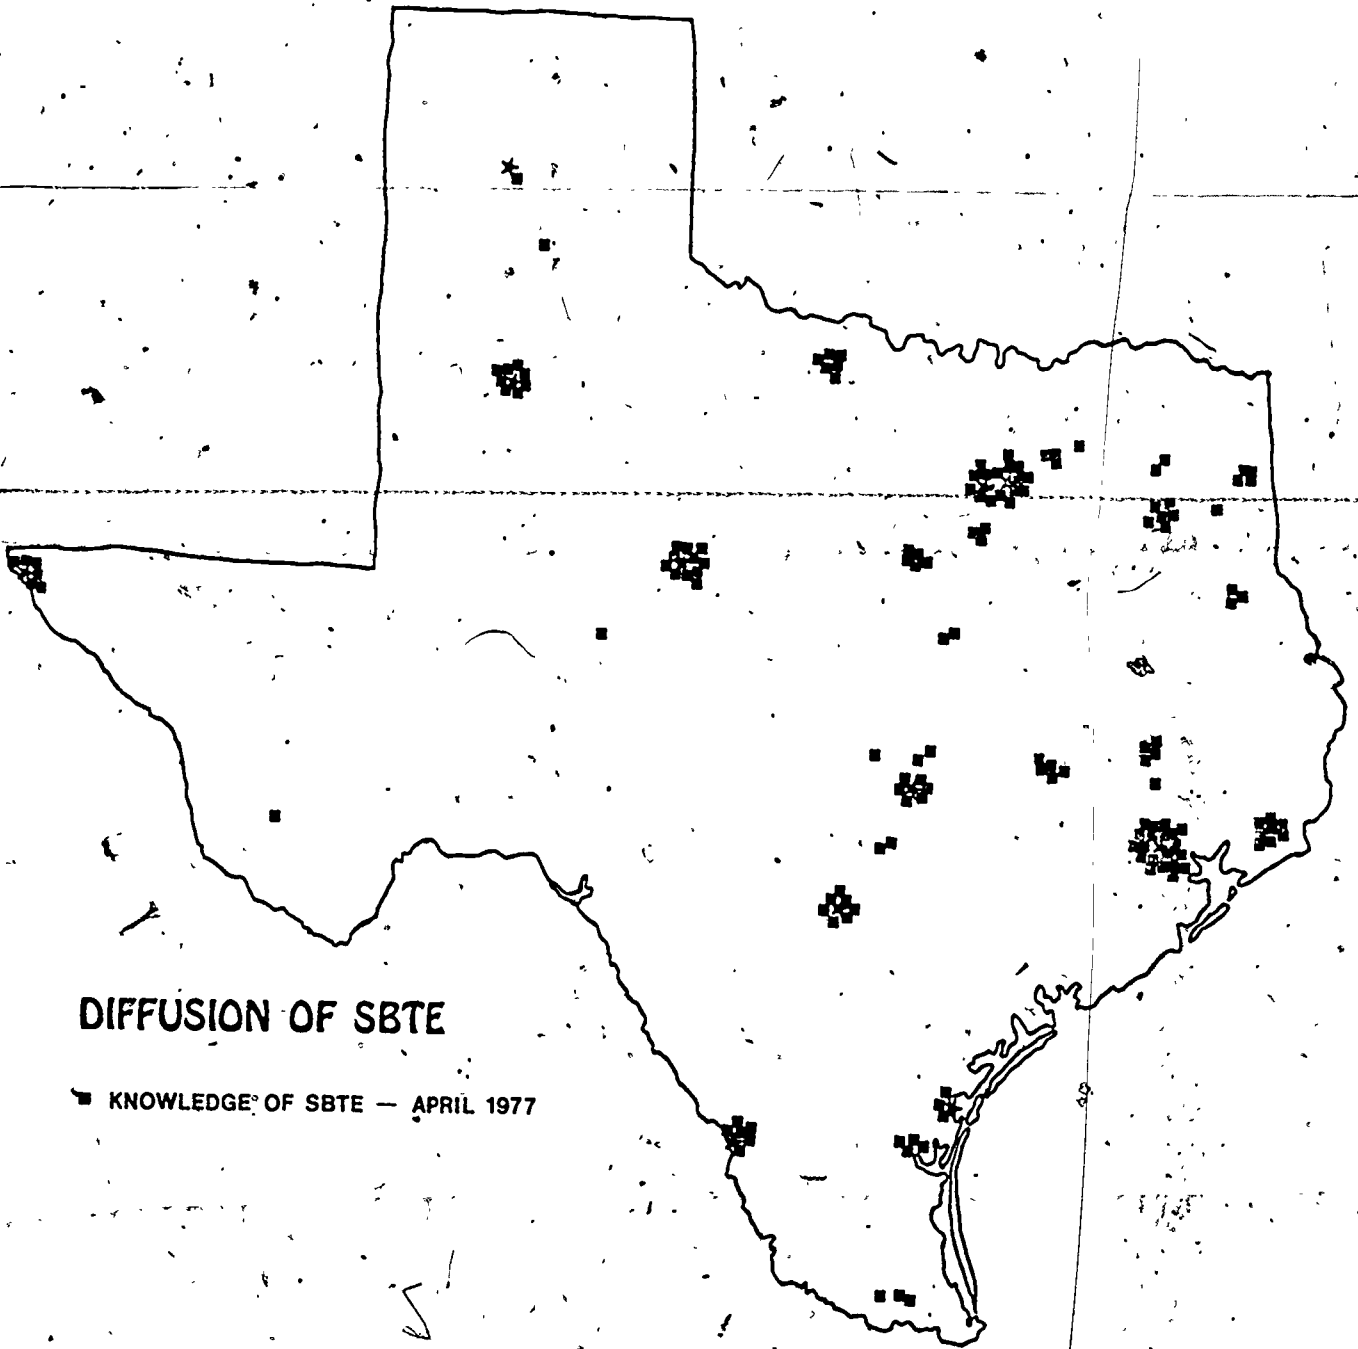 DIFFUSION OF SBTE
KNOWLEDGE OF SBTE — APRIL 1977